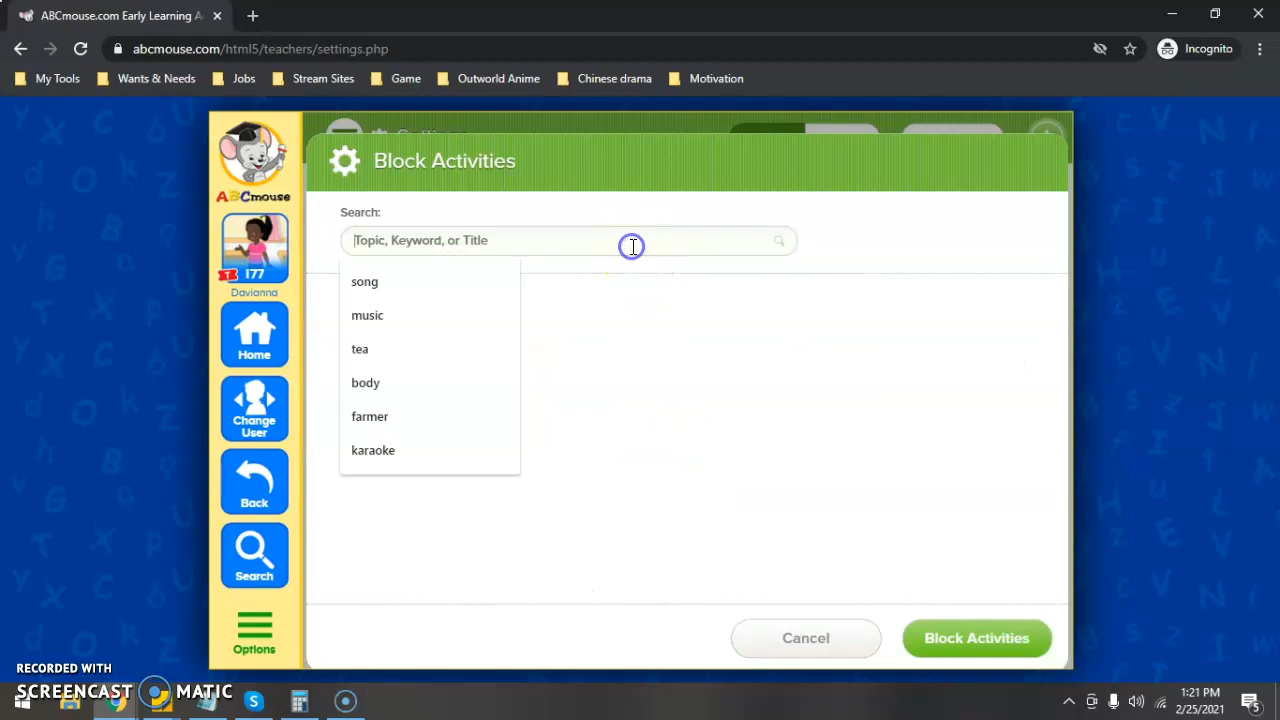 ABCmouse.com Early Learning A
abcmouse.com/html5/teachers/settings.php
Incognito
My Tools
Wants & Needs
Jobs
Stream Sites
Game
Outworld Anime
Chinese drama
Motivation
ABCmouse
T 177
Davianna
Home
Change
User
Back
Search
Options
Block Activities
Search:
Topic, Keyword, or Title
song
music
tea
body
farmer
karaoke
Cancel
Block Activities
RECORDED WITH
SCREENCAST MATIC
1:21 PM
2/25/2021
5